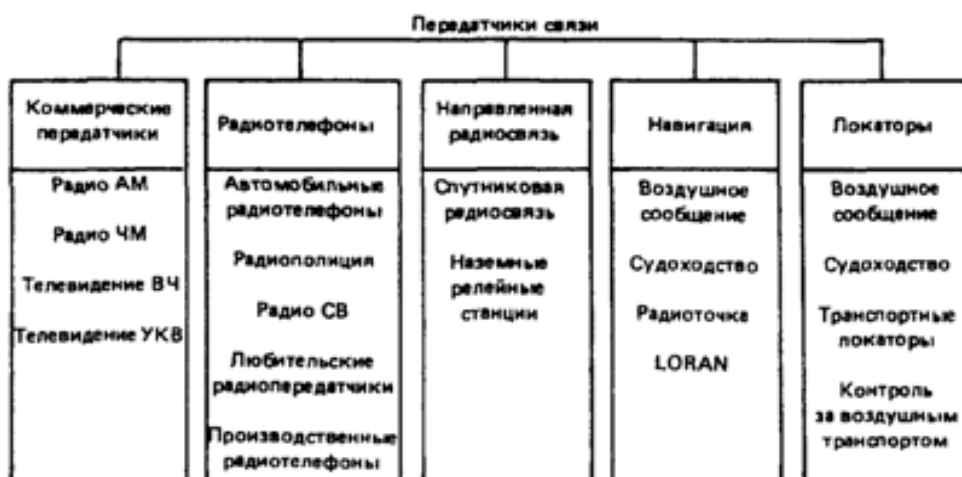 Передатчики связи
Коммерческие
передатчики
Радио АМ
Радио ЧМ
Телевидение ВЧ
Телевидение УКВ
Радиотелефоны
Автомобильные
радиотелефоны
Радиополиция
Радио СВ
Любительские
радиопередатчики
Производственные
радиотелефоны
Направленная
радиосвязь
Спутниковая
радиосвязь
Наземные
релейные
станции
Навигация
Воздушное
сообщение
Судоходство
Радиоточка
LORAN
Локаторы
Воздушное
сообщение
Судоходство
Транспортные
локаторы
Контроль
за воздушным
транспортом